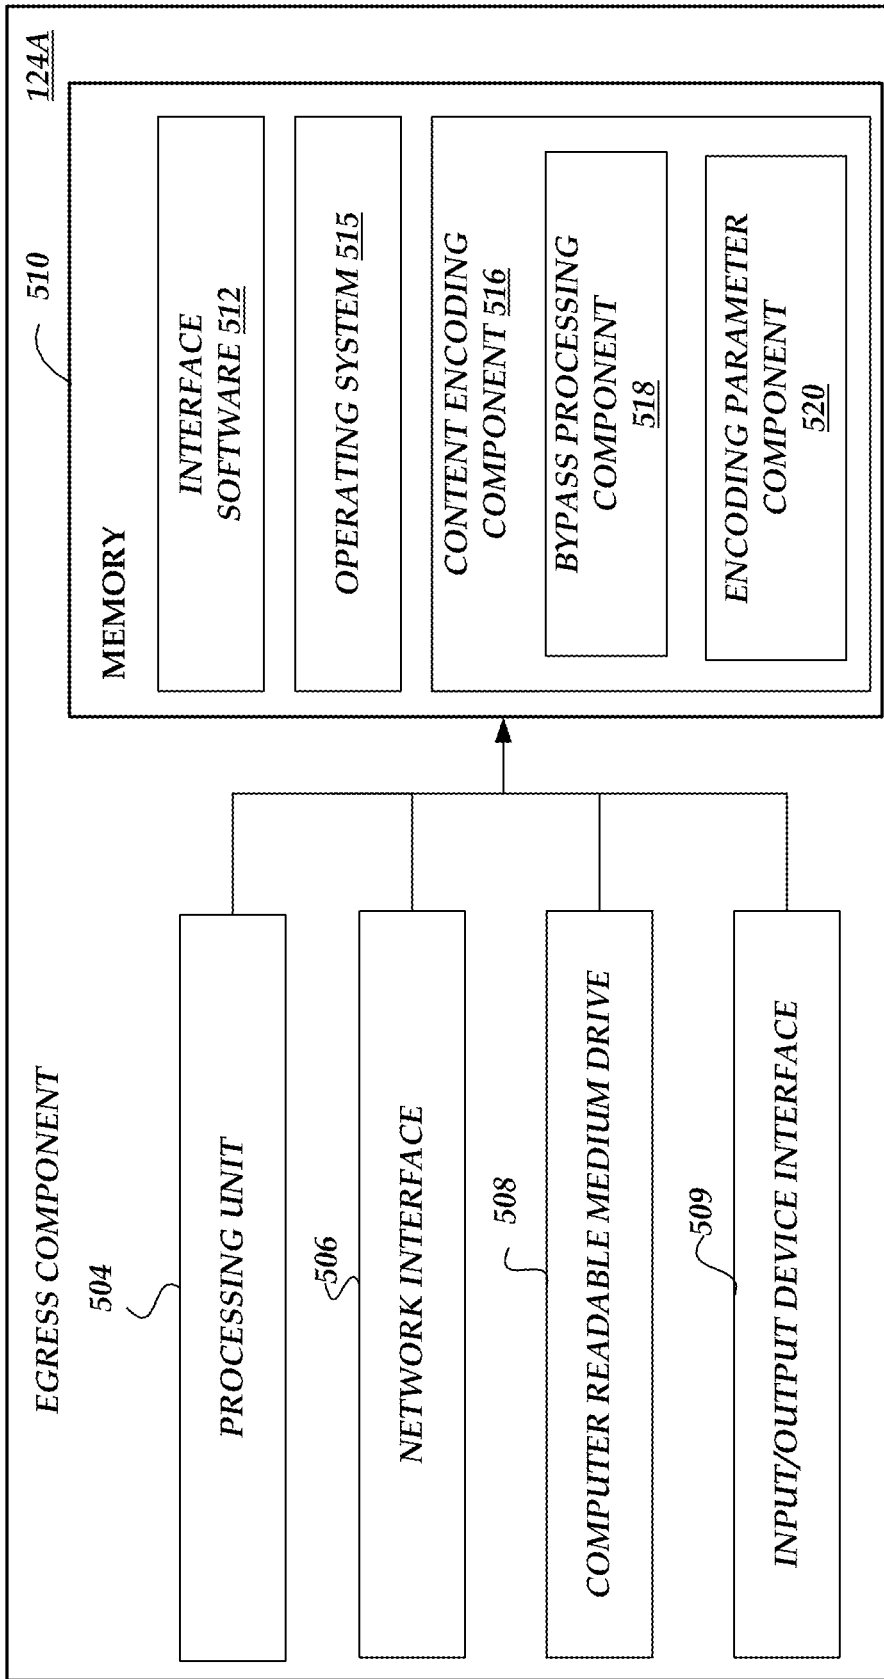 EGRESS COMPONENT
124A
504
PROCESSING UNIT
506
NETWORK INTERFACE
508
COMPUTER READABLE MEDIUM DRIVE
509
INPUT/OUTPUT DEVICE INTERFACE
510
MEMORY
INTERFACE
SOFTWARE 512
OPERATING SYSTEM 515
CONTENT ENCODING
COMPONENT 516
BYPASS PROCESSING
COMPONENT
518
ENCODING PARAMETER
COMPONENT
520